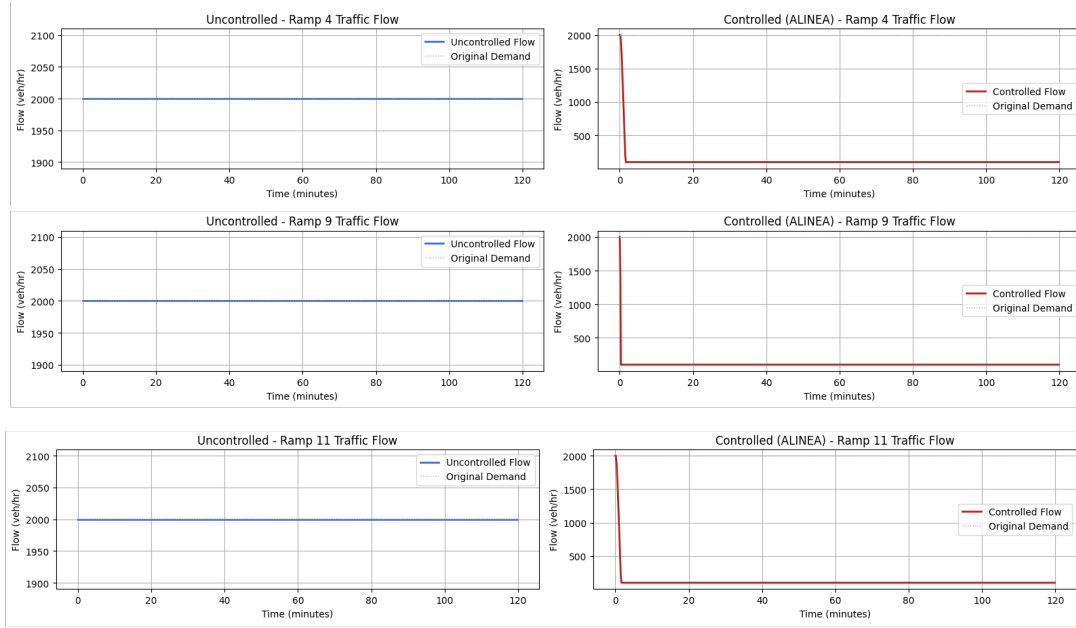 Uncontrolled - Ramp 4 Traffic Flow
Flow (veh/hr)
2100
2050
2000
1950
1900
Uncontrolled Flow
Original Demand
0 20 40 60 80 100 120
Time (minutes)
Controlled (ALINEA) - Ramp 4 Traffic Flow
Flow (veh/hr)
2000
1500
1000
500
Controlled Flow
Original Demand
0 20 40 60 80 100 120
Time (minutes)
Uncontrolled - Ramp 9 Traffic Flow
Flow (veh/hr)
2100
2050
2000
1950
1900
Uncontrolled Flow
Original Demand
0 20 40 60 80 100 120
Time (minutes)
Controlled (ALINEA) - Ramp 9 Traffic Flow
Flow (veh/hr)
2000
1500
1000
500
Controlled Flow
Original Demand
0 20 40 60 80 100 120
Time (minutes)
Uncontrolled - Ramp 11 Traffic Flow
Flow (veh/hr)
2100
2050
2000
1950
1900
Uncontrolled Flow
Original Demand
0 20 40 60 80 100 120
Time (minutes)
Controlled (ALINEA) - Ramp 11 Traffic Flow
Flow (veh/hr)
2000
1500
1000
500
Controlled Flow
Original Demand
0 20 40 60 80 100 120
Time (minutes)